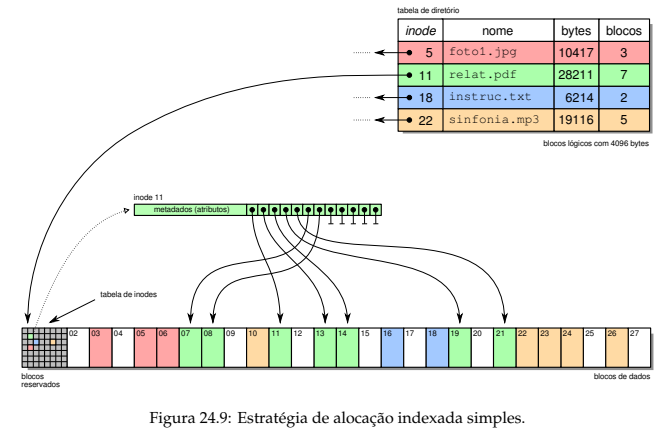 tabela de diretório
inode nome bytes blocos
5 foto1.jpg 10417 3
11 relat.pdf 28211 7
18 instruc.txt 6214 2
22 sinfonia.mp3 19116 5
blocos lógicos com 4096 bytes
inode 11
metadados (atributos)
tabela de inodes
02 03 04 05 06 07 08 09 10 11 12 13 14 15 16 17 18 19 20 21 22 23 24 25 26 27
blocos reservados
blocos de dados
Figura 24.9: Estratégia de alocação indexada simples.